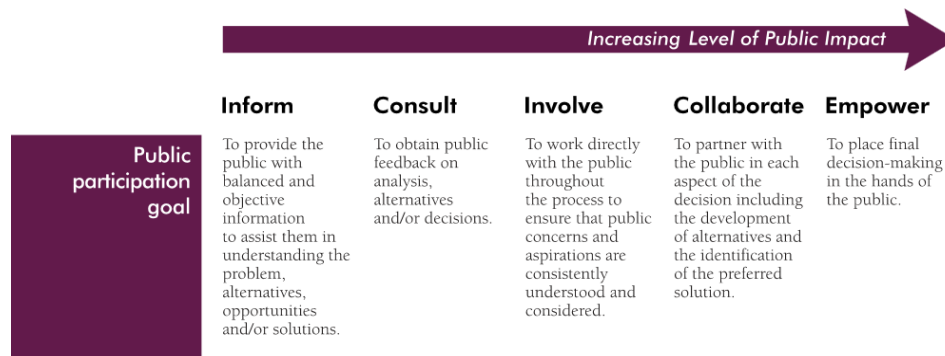 Increasing Level of Public Impact
Inform
To provide the
public with
balanced and
objective
information
to assist them in
understanding the
problem,
alternatives,
opportunities
and/or solutions.
Consult
To obtain public
feedback on
analysis,
alternatives
and/or decisions.
Involve
To work directly
with the public
throughout
the process to
ensure that public
concerns and
aspirations are
consistently
understood and
considered.
Collaborate
To partner with
the public in each
aspect of the
decision including
the development
of alternatives and
the identification
of the preferred
solution.
Empower
To place final
decision-making
in the hands of
the public.
Public
participation
goal